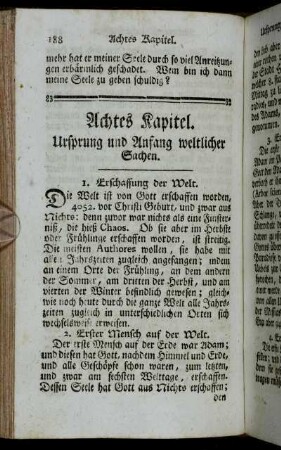 188 Achtes Kapitel.
mehr hat er meiner Seele durch so viel Anreitzun-
gen erbärmlich geschadet. Wem bin ich dann
meine Seele zu geben schuldig?
Achtes Kapitel.
Ursprung und Anfang weltlicher
Sachen.
1. Erschaffung der Welt.
Die Welt ist von Gott erschaffen worden,
4052. vor Christi Geburt, und zwar aus
Nichts: denn zuvor war nichts als eine Finster-
niß, die hieß Chaos. Ob sie aber im Herbste
oder Frühlinge erschaffen worden, ist streitig.
Die meisten Authores wollen, sie habe mit
allen Jahrszeiten zugleich angefangen; indem
an einem Orte der Frühling, an dem andern
der Sommer, am dritten der Herbst, und am
vierten der Winter befindlich gewesen; gleich-
wie noch heute durch die ganze Welt alle Jahrs-
zeiten zugleich in unterschiedlichen Orten sich
wechselsweise erweisen.
2. Erster Mensch auf der Welt.
Der erste Mensch auf der Erde war Adam;
und diesen hat Gott, nachdem Himmel und Erde,
und alle Geschöpfe schon waren, zum letzten,
und zwar am sechsten Welttage, erschaffen.
Dessen Seele hat Gott aus Nichts erschaffen;
den